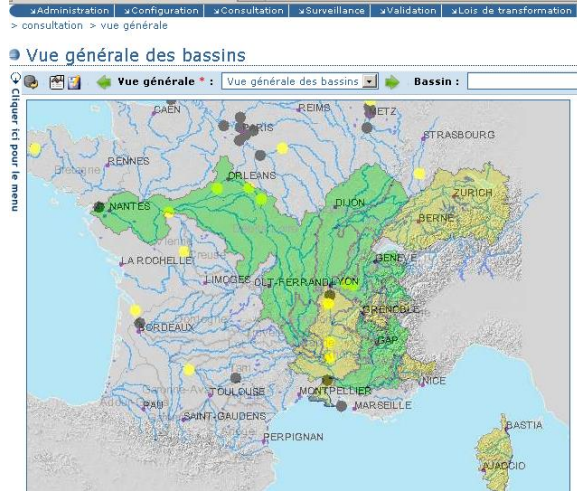 Administration Configuration Consultation Surveillance Validation Lois de transformation
> consultation > vue générale
Vue générale des bassins
Vue générale * : Vue générale des bassins Bassin :
Cliquer ici pour le menu
CAEN
REIMS
METZ
PARIS
STRASBOURG
RENNES
Bretagne
ORLEANS
ZURICH
NANTES
DIJON
BERNE
LA ROCHELLE
GENEVE
LIMOGES
LYON
GRENOBLE
BORDEAUX
GAP
TOULOUSE
MONTPELLIER
NICE
PAU
MARSEILLE
SAINT-GAUDENS
PERPIGNAN
BASTIA
AJACCIO